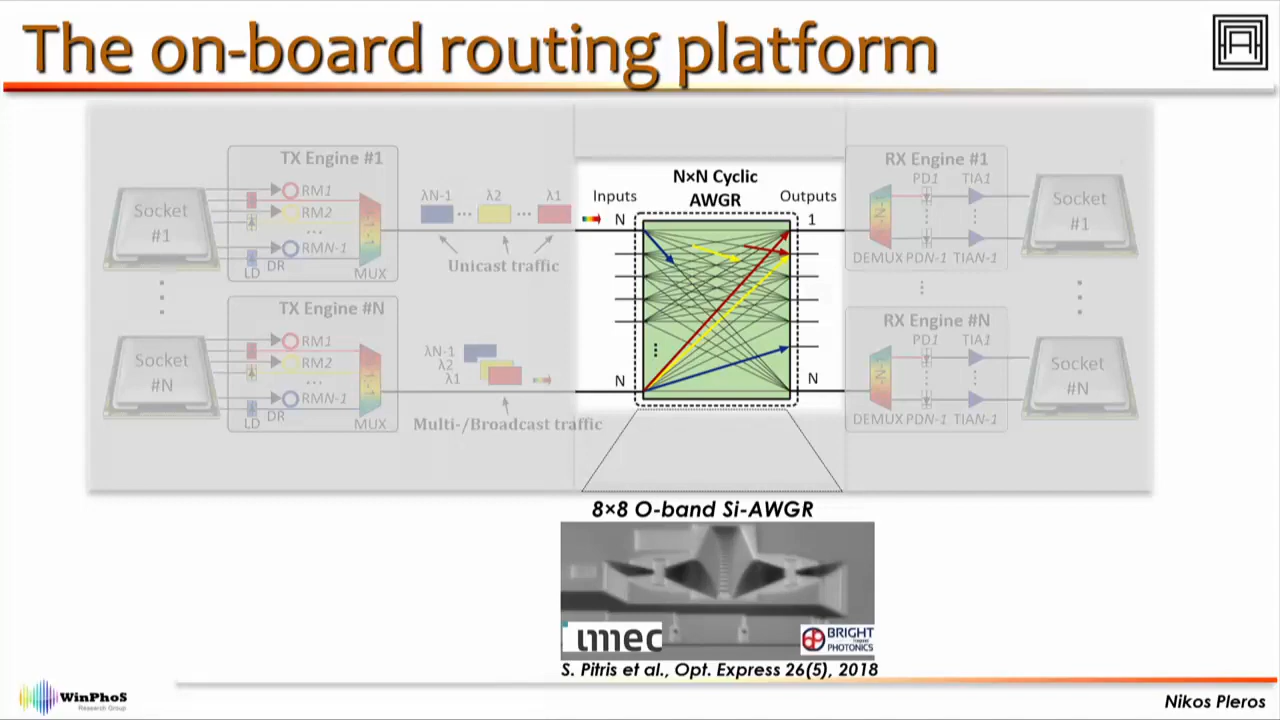 The on-board routing platform
TX Engine #1
RM1
RM2
...
RMN-1
LD DR
MUX
Socket
#1
λN-1 ... λ2 ... λ1
Unicast traffic
N×N Cyclic
AWGR
Inputs
Outputs
N
1
RX Engine #1
PD1 TIA1
1:N-1
DEMUX PDN-1 TIAN-1
Socket
#1
TX Engine #N
RM1
RM2
...
RMN-1
LD DR
MUX
Socket
#N
λN-1
λ2
λ1
Multi-/Broadcast traffic
N
N
RX Engine #N
PD1 TIA1
1:N-1
DEMUX PDN-1 TIAN-1
Socket
#N
8×8 O-band Si-AWGR
imec
BRIGHT
PHOTONICS
S. Pitris et al., Opt. Express 26(5), 2018
WinPhoS
Research Group
Nikos Pleros